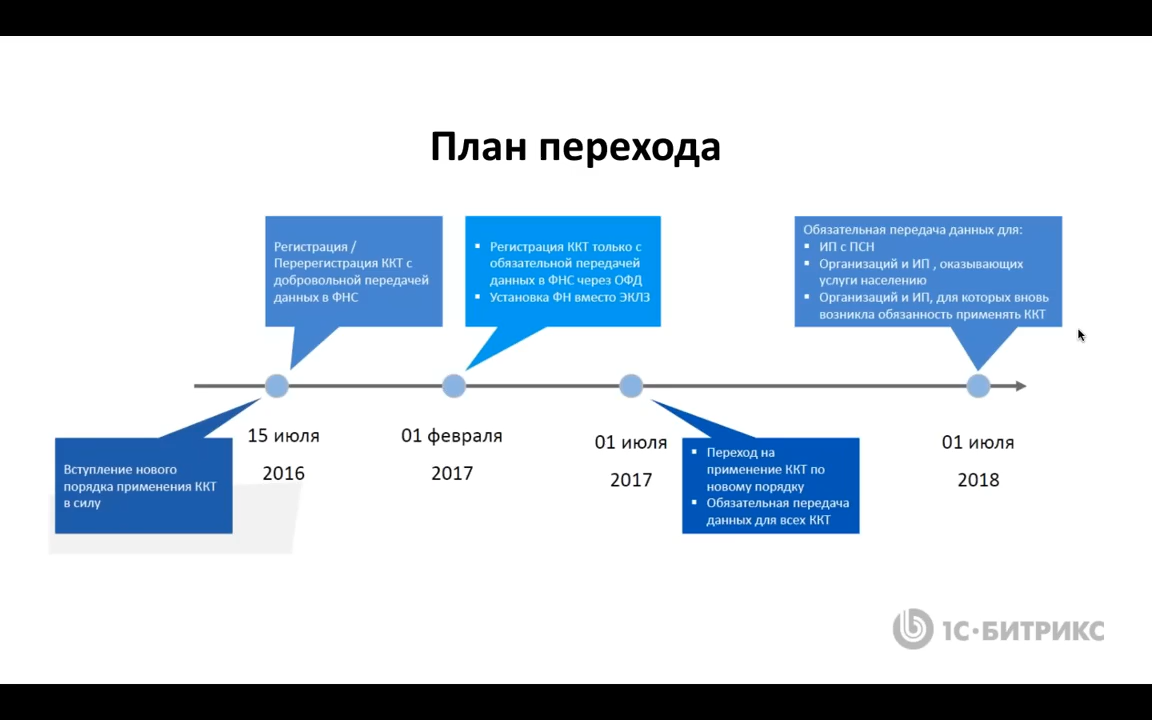 План перехода
Регистрация /
Перерегистрация ККТ с
добровольной передачей
данных в ФНС
▪ Регистрация ККТ только с
обязательной передачей
данных в ФНС через ОФД
▪ Установка ФН вместо ЭКЛЗ
Обязательная передача данных для:
▪ ИП с ПСН
▪ Организаций и ИП , оказывающих
услуги населению
▪ Организаций и ИП, для которых вновь
возникла обязанность применять ККТ
15 июля
2016
01 февраля
2017
01 июля
2017
01 июля
2018
Вступление нового
порядка применения ККТ
в силу
▪ Переход на
применение ККТ по
новому порядку
▪ Обязательная передача
данных для всех ККТ
1С·БИТРИКС